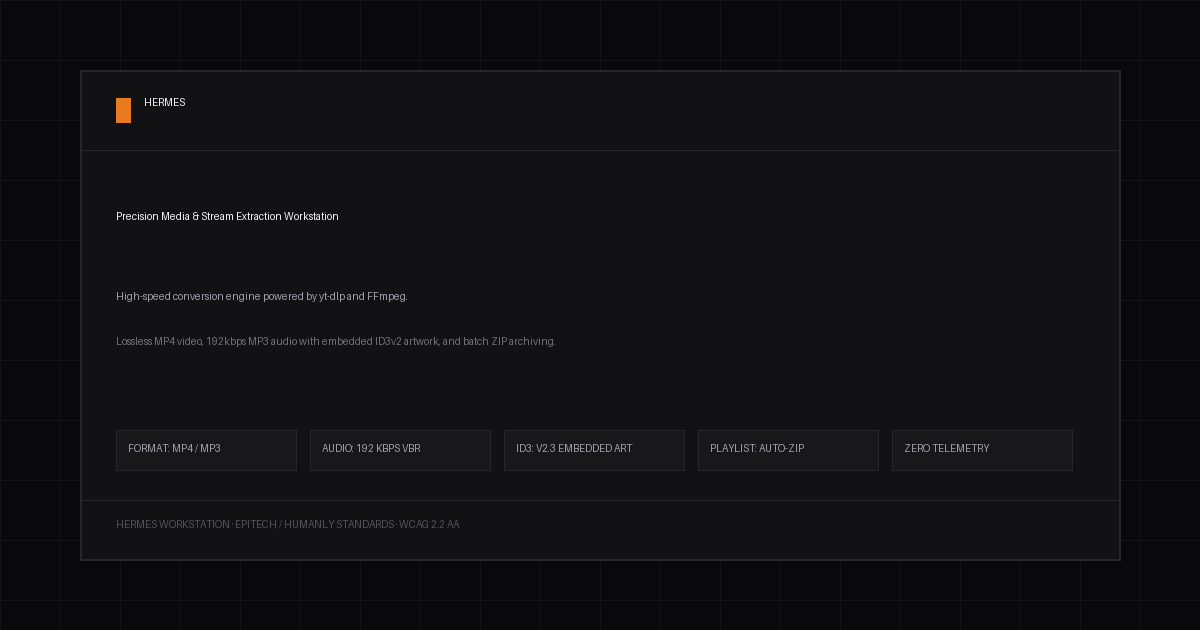 HERMES
Precision Media & Stream Extraction Workstation
High-speed conversion engine powered by yt-dlp and FFmpeg.
Lossless MP4 video, 192kbps MP3 audio with embedded ID3v2 artwork, and batch ZIP archiving.
FORMAT: MP4 / MP3
AUDIO: 192 KBPS VBR
ID3: V2.3 EMBEDDED ART
PLAYLIST: AUTO-ZIP
ZERO TELEMETRY
HERMES WORKSTATION · EPITECH / HUMANLY STANDARDS · WCAG 2.2 AA